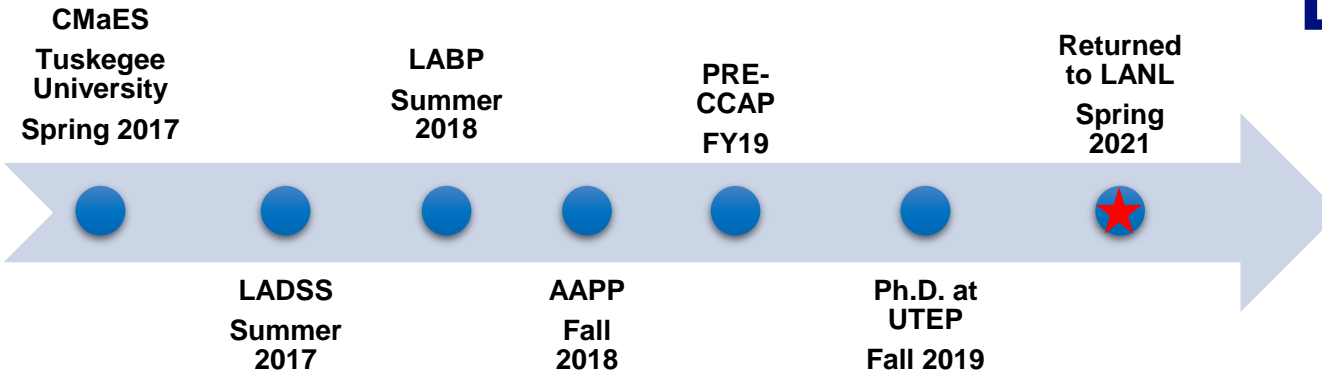 CMaES
Tuskegee
University
Spring 2017
LADSS
Summer
2017
LABP
Summer
2018
AAPP
Fall
2018
PRE-
CCAP
FY19
Ph.D. at
UTEP
Fall 2019
Returned
to LANL
Spring
2021